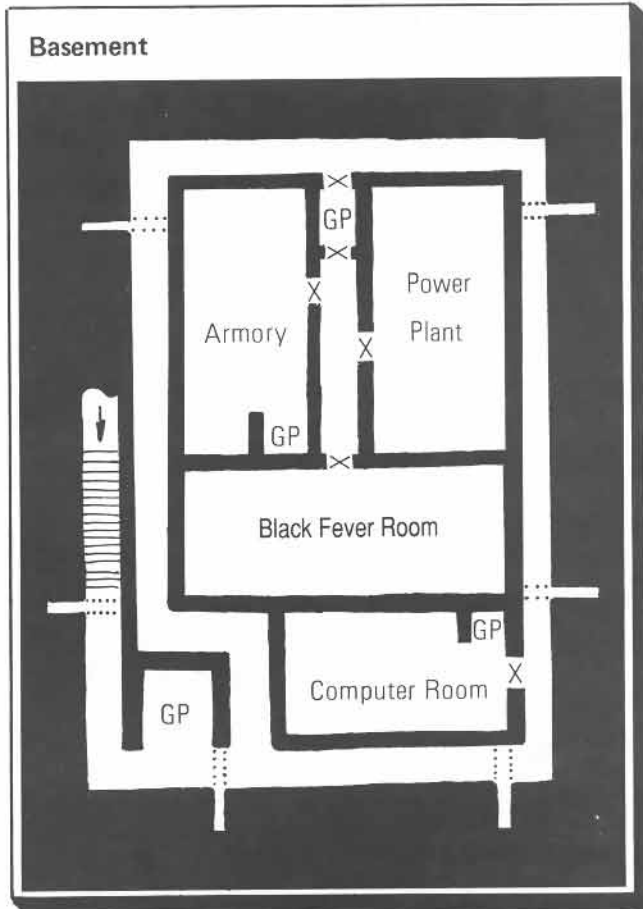 Basement
GP
Power
Plant
Armory
GP
Black Fever Room
GP
Computer Room
GP